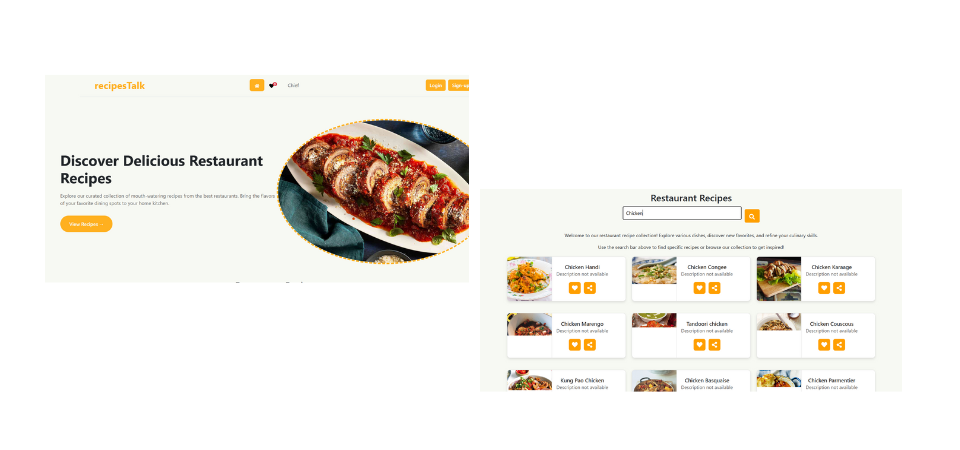 recipesTalk
Chief
Login
Sign up
Discover Delicious Restaurant
Recipes
Explore our curated collection of mouth-watering recipes from the best restaurants. Bring the flavors
of your favorite dining spots to your home kitchen.
View Recipes →
Restaurant Recipes
Chicken
Welcome to our restaurant recipe collection! Explore various dishes, discover new favorites, and refine your culinary skills.
Use the search bar above to find specific recipes or browse our collection to get inspired!
Chicken Handi
Description not available
Chicken Congee
Description not available
Chicken Karaage
Description not available
Chicken Marengo
Description not available
Tandoori chicken
Description not available
Chicken Couscous
Description not available
Kung Pao Chicken
Description not available
Chicken Basquaise
Description not available
Chicken Parmentier
Description not available